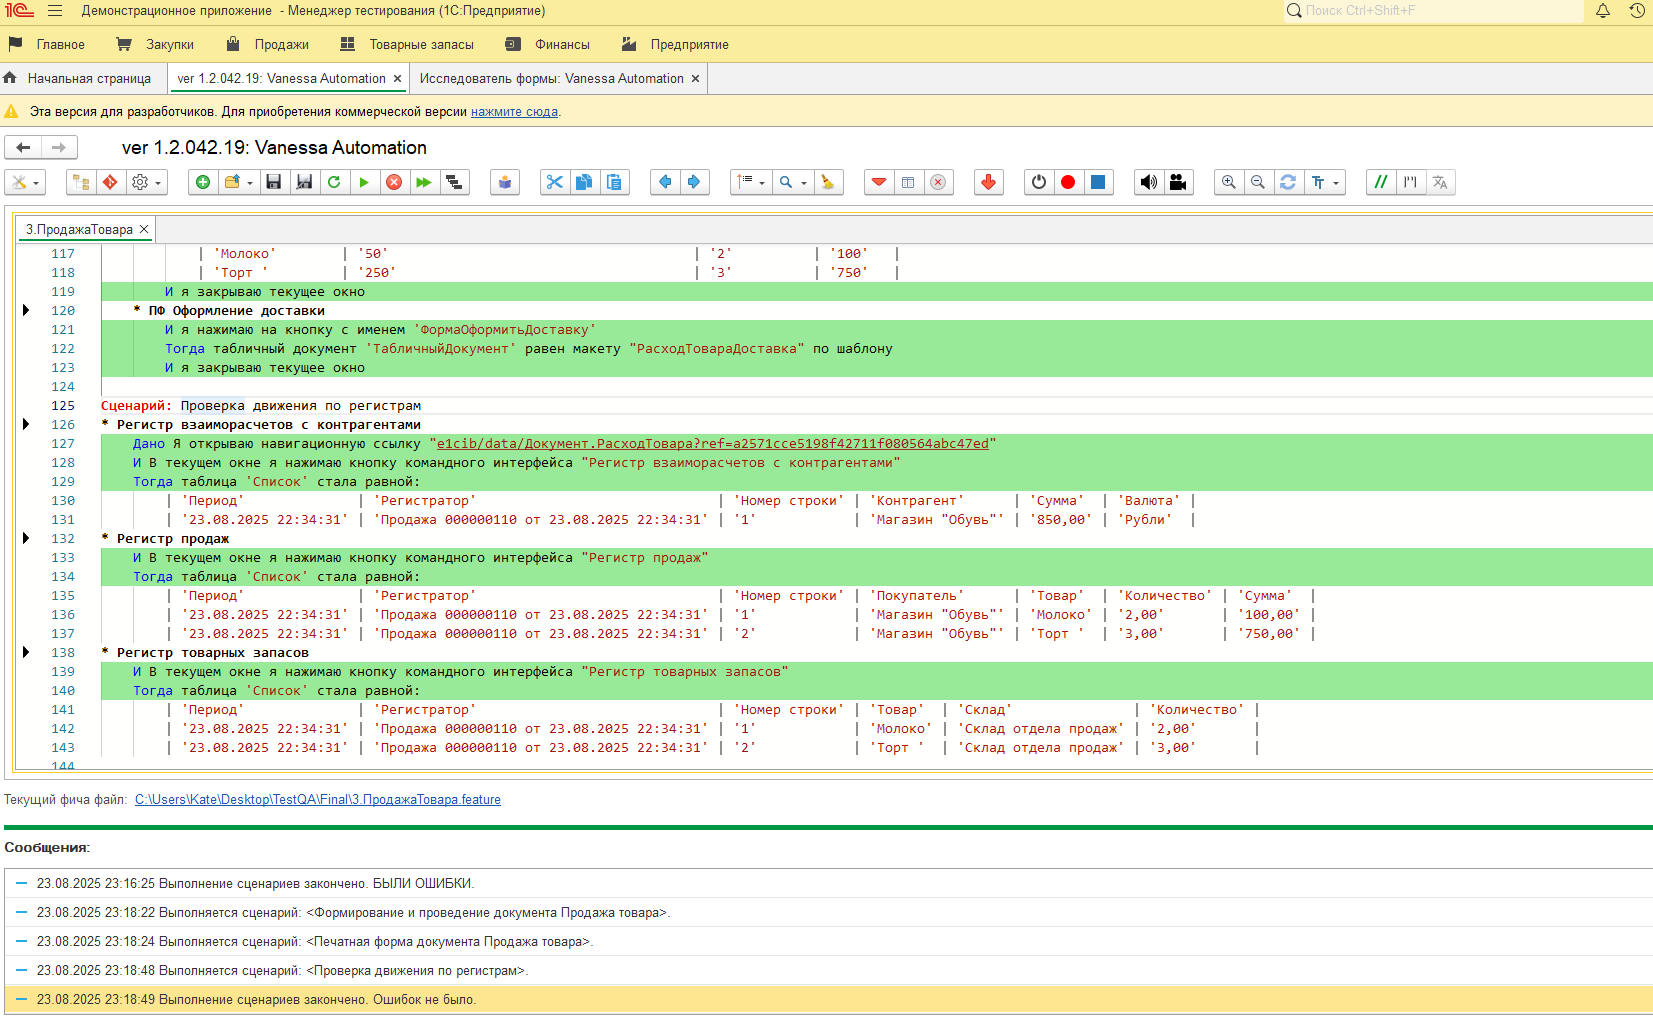 1С Демонстрационное приложение - Менеджер тестирования (1С:Предприятие) Поиск Ctrl+Shift+F
Главное Закупки Продажи Товарные запасы Финансы Предприятие
Начальная страница ver 1.2.042.19: Vanessa Automation × Исследователь формы: Vanessa Automation ×
Эта версия для разработчиков. Для приобретения коммерческой версии нажмите сюда.
ver 1.2.042.19: Vanessa Automation
3.ПродажаТовара ×
117 | 'Молоко' | '50' | '2' | '100' |
118 | 'Торт ' | '250' | '3' | '750' |
119 И я закрываю текущее окно
120 * ПФ Оформление доставки
121 И я нажимаю на кнопку с именем 'ФормаОформитьДоставку'
122 Тогда табличный документ 'ТабличныйДокумент' равен макету "РасходТовараДоставка" по шаблону
123 И я закрываю текущее окно
124
125 Сценарий: Проверка движения по регистрам
126 * Регистр взаиморасчетов с контрагентами
127 Дано Я открываю навигационную ссылку "e1cib/data/Документ.РасходТовара?ref=a2571cce5198f42711f080564abc47ed"
128 И В текущем окне я нажимаю кнопку командного интерфейса "Регистр взаиморасчетов с контрагентами"
129 Тогда таблица 'Список' стала равной:
130 | 'Период' | 'Регистратор' | 'Номер строки' | 'Контрагент' | 'Сумма' | 'Валюта' |
131 | '23.08.2025 22:34:31' | 'Продажа 000000110 от 23.08.2025 22:34:31' | '1' | 'Магазин "Обувь"' | '850,00' | 'Рубли' |
132 * Регистр продаж
133 И В текущем окне я нажимаю кнопку командного интерфейса "Регистр продаж"
134 Тогда таблица 'Список' стала равной:
135 | 'Период' | 'Регистратор' | 'Номер строки' | 'Покупатель' | 'Товар' | 'Количество' | 'Сумма' |
136 | '23.08.2025 22:34:31' | 'Продажа 000000110 от 23.08.2025 22:34:31' | '1' | 'Магазин "Обувь"' | 'Молоко' | '2,00' | '100,00' |
137 | '23.08.2025 22:34:31' | 'Продажа 000000110 от 23.08.2025 22:34:31' | '2' | 'Магазин "Обувь"' | 'Торт ' | '3,00' | '750,00' |
138 * Регистр товарных запасов
139 И В текущем окне я нажимаю кнопку командного интерфейса "Регистр товарных запасов"
140 Тогда таблица 'Список' стала равной:
141 | 'Период' | 'Регистратор' | 'Номер строки' | 'Товар' | 'Склад' | 'Количество' |
142 | '23.08.2025 22:34:31' | 'Продажа 000000110 от 23.08.2025 22:34:31' | '1' | 'Молоко' | 'Склад отдела продаж' | '2,00' |
143 | '23.08.2025 22:34:31' | 'Продажа 000000110 от 23.08.2025 22:34:31' | '2' | 'Торт ' | 'Склад отдела продаж' | '3,00' |
144
Текущий фича файл: C:\Users\Kate\Desktop\TestQA\Final\3.ПродажаТовара.feature
Сообщения:
23.08.2025 23:16:25 Выполнение сценариев закончено. БЫЛИ ОШИБКИ.
23.08.2025 23:18:22 Выполняется сценарий: <Формирование и проведение документа Продажа товара>.
23.08.2025 23:18:24 Выполняется сценарий: <Печатная форма документа Продажа товара>.
23.08.2025 23:18:48 Выполняется сценарий: <Проверка движения по регистрам>.
23.08.2025 23:18:49 Выполнение сценариев закончено. Ошибок не было.